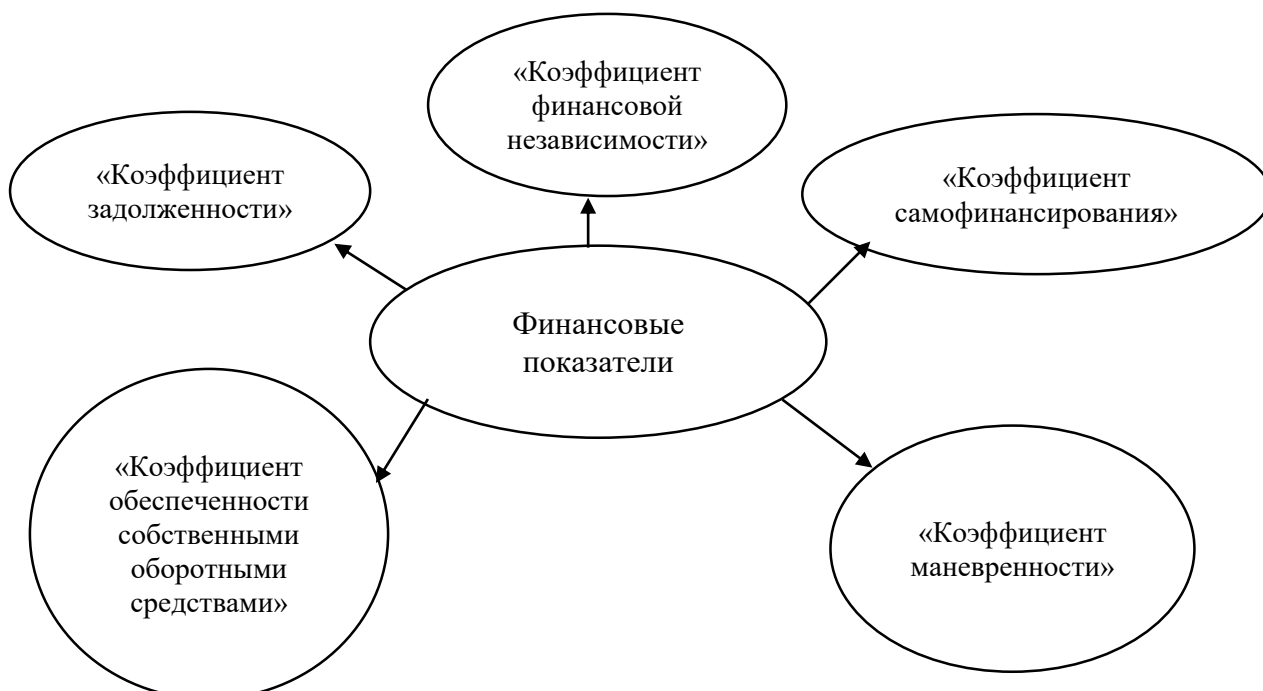 «Коэффициент
финансовой
независимости»
«Коэффициент
задолженности»
«Коэффициент
самофинансирования»
Финансовые
показатели
«Коэффициент
обеспеченности
собственными
оборотными
средствами»
«Коэффициент
маневренности»